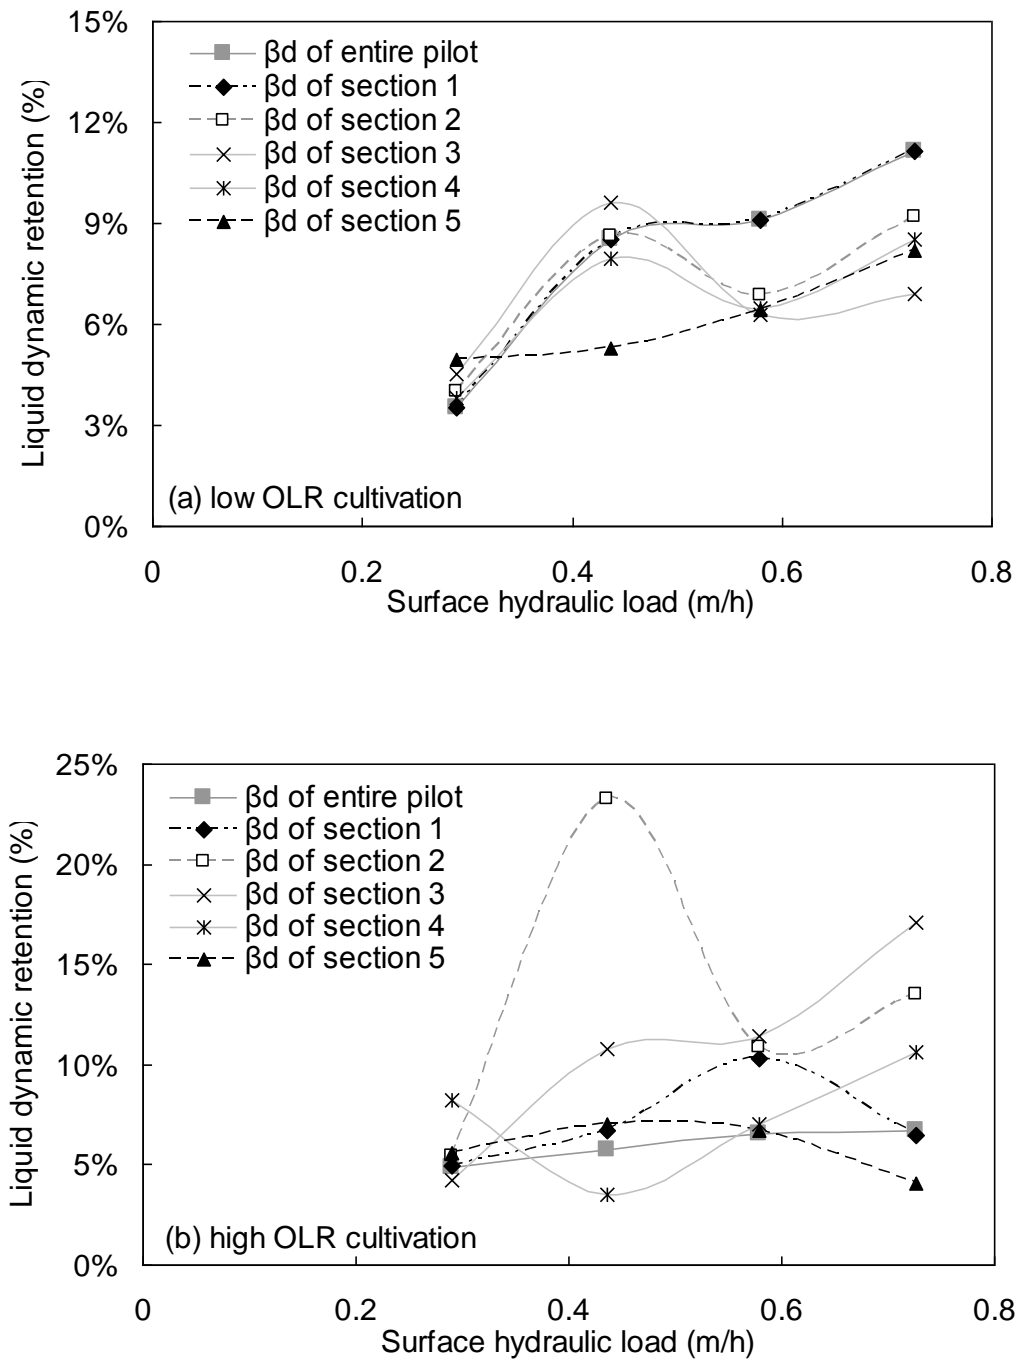 15%
βd of entire pilot
βd of section 1
βd of section 2
βd of section 3
βd of section 4
βd of section 5
12%
9%
6%
3%
0%
Liquid dynamic retention (%)
(a) low OLR cultivation
0 0.2 0.4 0.6 0.8
Surface hydraulic load (m/h)
25%
βd of entire pilot
βd of section 1
βd of section 2
βd of section 3
βd of section 4
βd of section 5
20%
15%
10%
5%
0%
Liquid dynamic retention (%)
(b) high OLR cultivation
0 0.2 0.4 0.6 0.8
Surface hydraulic load (m/h)